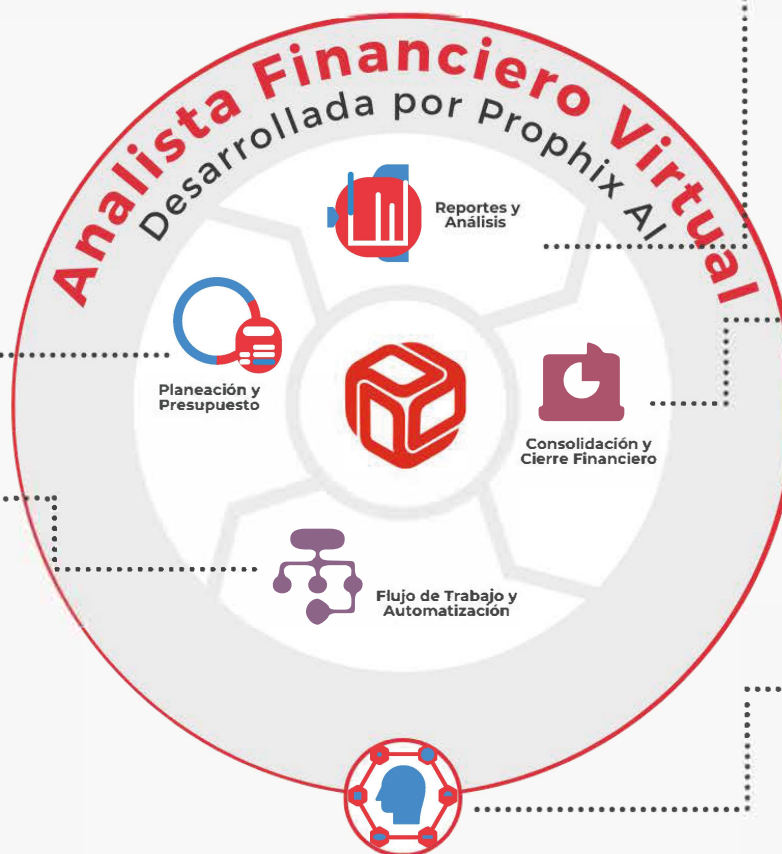 Analista Financiero Virtual
Desarrollada por Prophix AI
Reportes y
Análisis
Planeación y
Presupuesto
Consolidación y
Cierre Financiero
Flujo de Trabajo y
Automatización